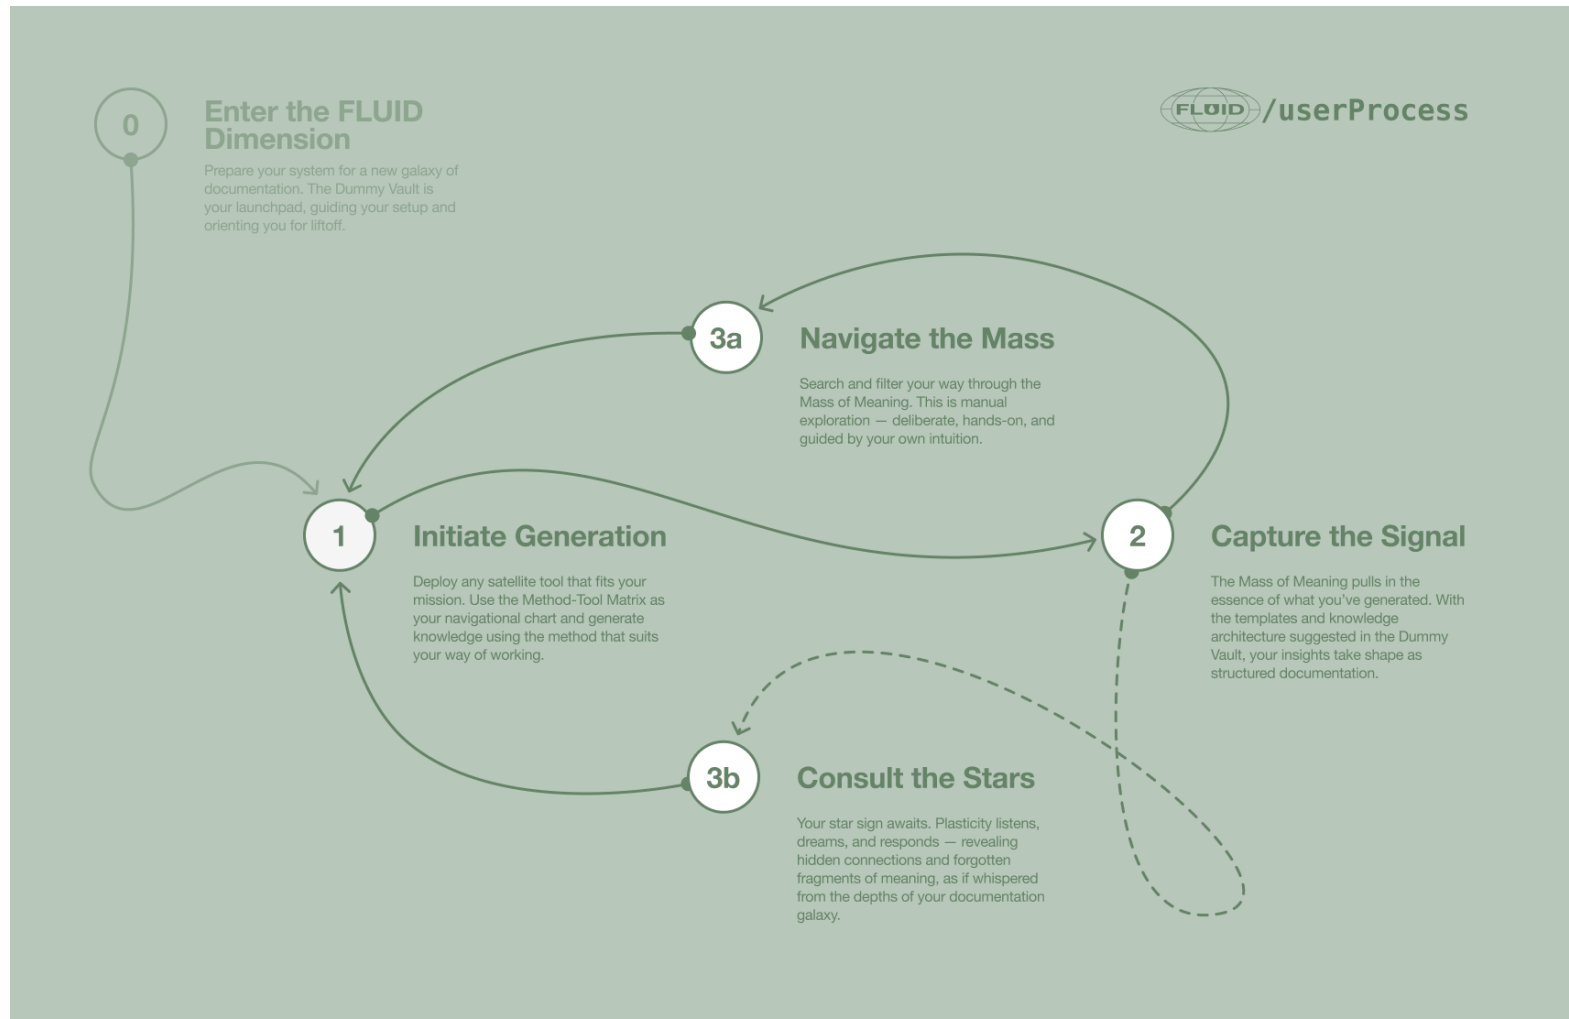 0
Enter the FLUID
Dimension
Prepare your system for a new galaxy of
documentation. The Dummy Vault is
your launchpad, guiding your setup and
orienting you for liftoff.
FLUID/userProcess
3a
Navigate the Mass
Search and filter your way through the
Mass of Meaning. This is manual
exploration — deliberate, hands-on, and
guided by your own intuition.
1
Initiate Generation
Deploy any satellite tool that fits your
mission. Use the Method-Tool Matrix as
your navigational chart and generate
knowledge using the method that suits
your way of working.
2
Capture the Signal
The Mass of Meaning pulls in the
essence of what you’ve generated. With
the templates and knowledge
architecture suggested in the Dummy
Vault, your insights take shape as
structured documentation.
3b
Consult the Stars
Your star sign awaits. Plasticity listens,
dreams, and responds — revealing
hidden connections and forgotten
fragments of meaning, as if whispered
from the depths of your documentation
galaxy.